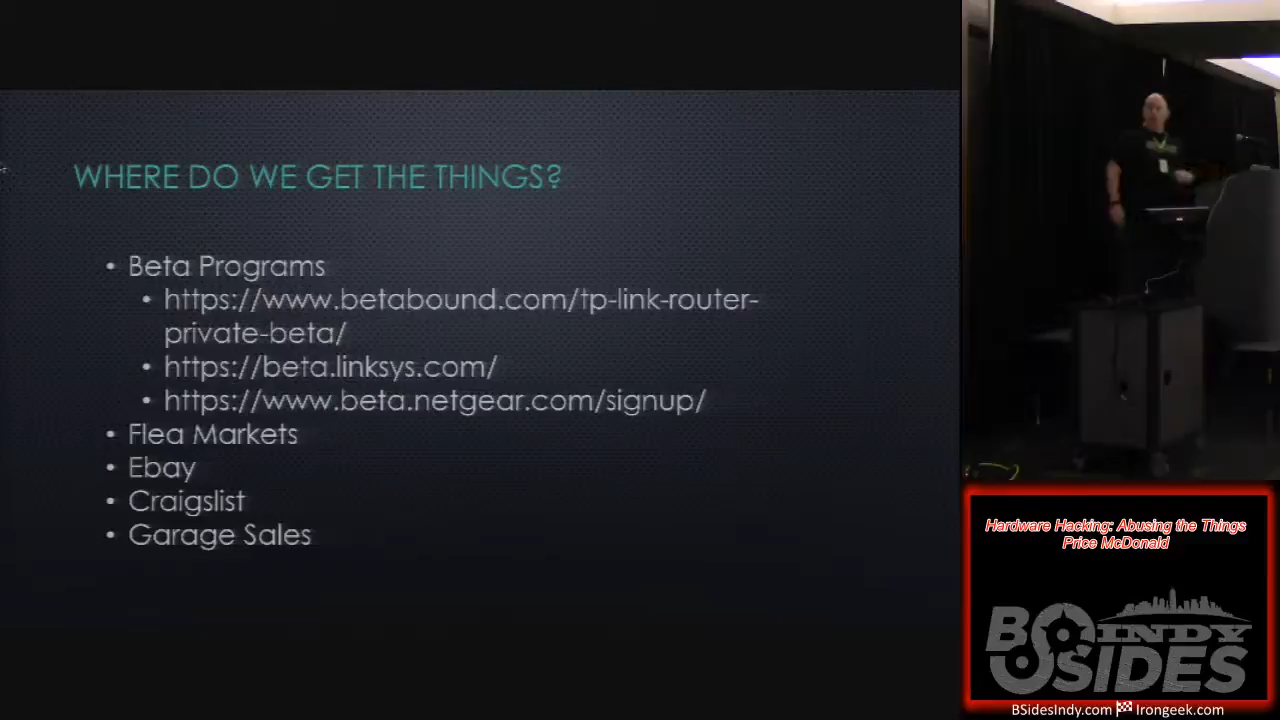 WHERE DO WE GET THE THINGS?
• Beta Programs
• https://www.betabound.com/tp-link-router-
private-beta/
• https://beta.linksys.com/
• https://www.beta.netgear.com/signup/
• Flea Markets
• Ebay
• Craigslist
• Garage Sales
Hardware Hacking: Abusing the Things
Price McDonald
BSIDES INDY
BSidesIndy.com Irongeek.com